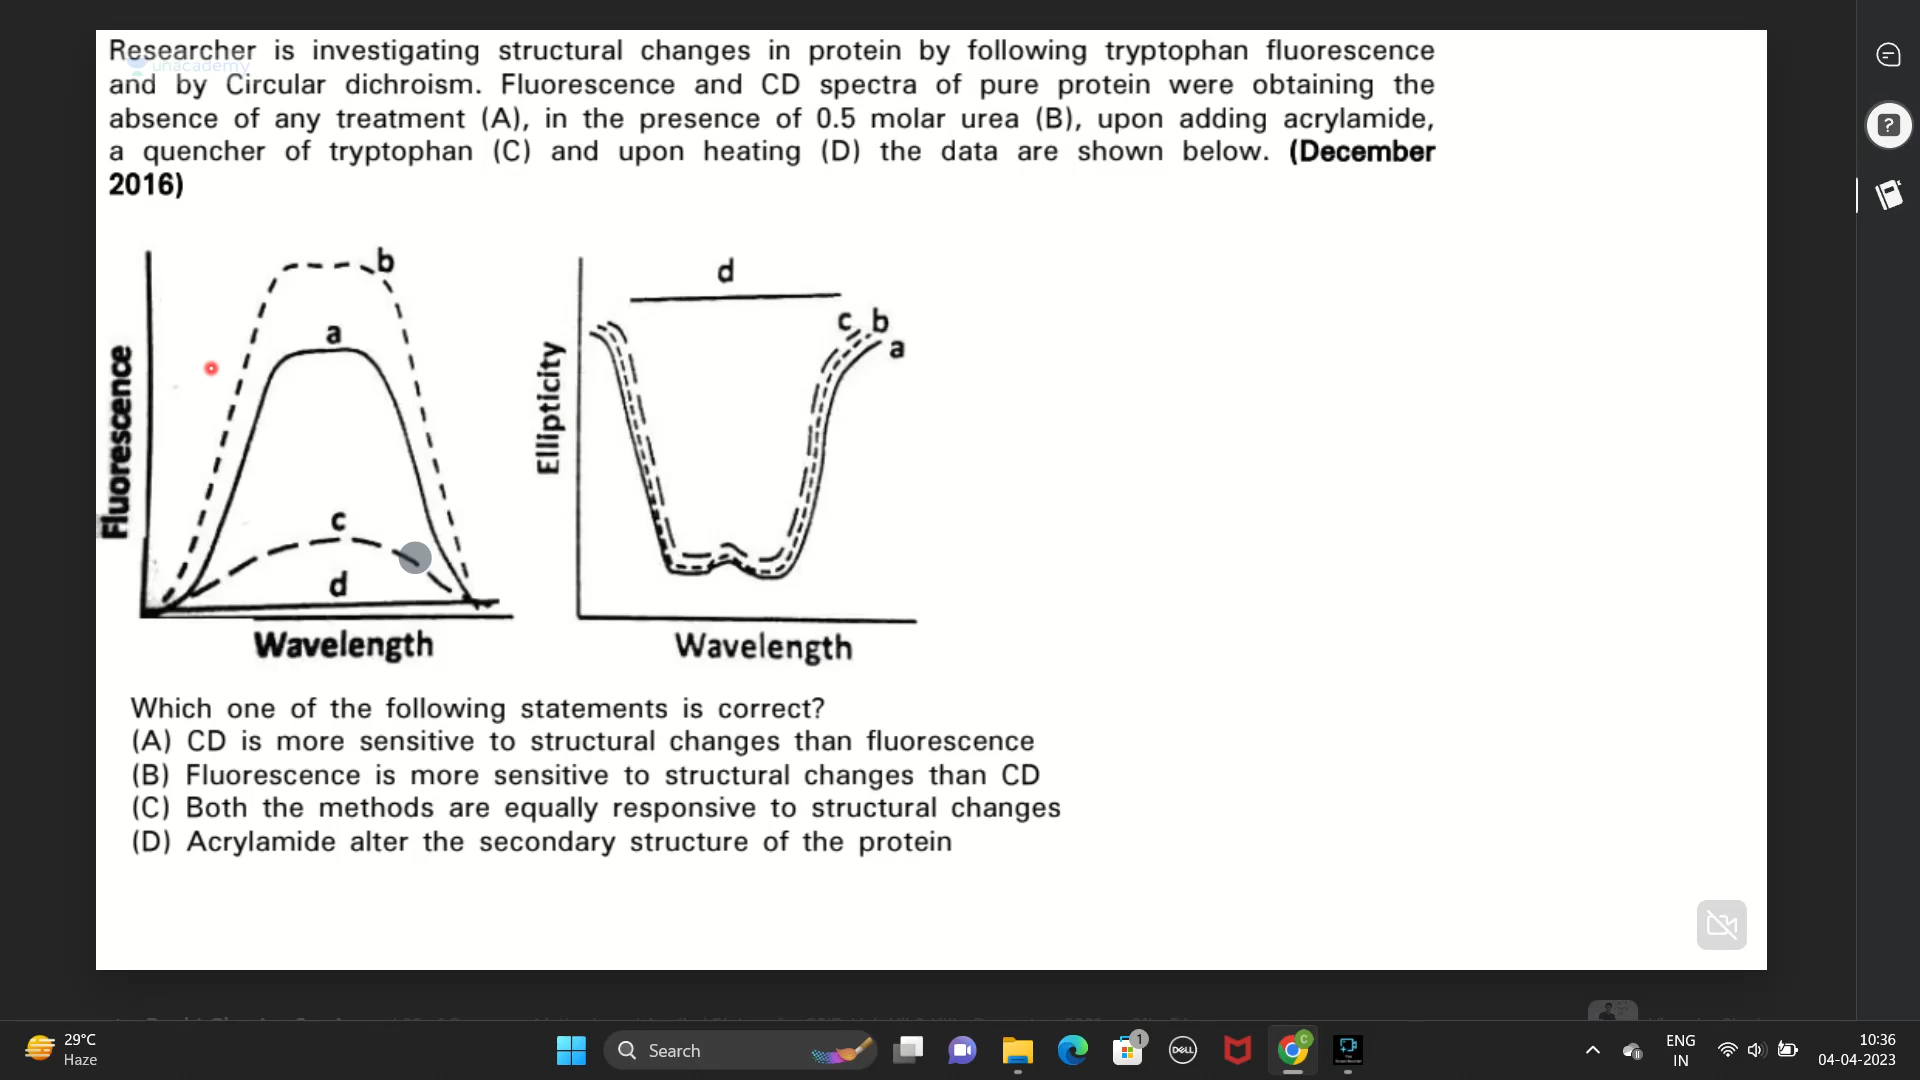 Researcher is investigating structural changes in protein by following tryptophan fluorescence
unacademy
and by Circular dichroism. Fluorescence and CD spectra of pure protein were obtaining the
absence of any treatment (A), in the presence of 0.5 molar urea (B), upon adding acrylamide,
a quencher of tryptophan (C) and upon heating (D) the data are shown below. (December
2016)
b
a
c
d
Fluorescence
Wavelength
d
c b
a
Ellipticity
Wavelength
Which one of the following statements is correct?
(A) CD is more sensitive to structural changes than fluorescence
(B) Fluorescence is more sensitive to structural changes than CD
(C) Both the methods are equally responsive to structural changes
(D) Acrylamide alter the secondary structure of the protein
29°C
Haze
Search
1
DELL
C
ENG
IN
10:36
04-04-2023